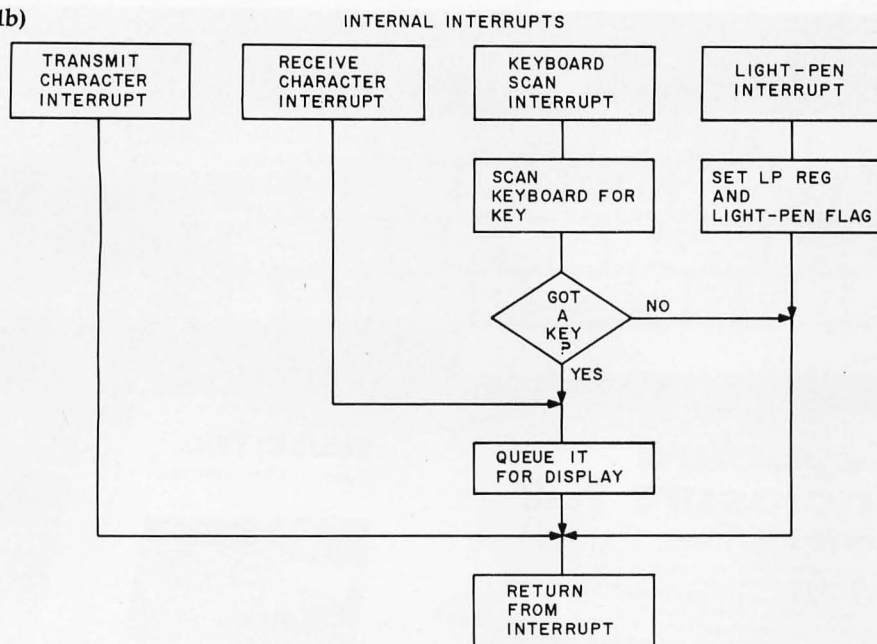 b)
INTERNAL INTERRUPTS
TRANSMIT
CHARACTER
INTERRUPT
RECEIVE
CHARACTER
INTERRUPT
KEYBOARD
SCAN
INTERRUPT
LIGHT-PEN
INTERRUPT
SCAN
KEYBOARD FOR
KEY
SET LP REG
AND
LIGHT-PEN FLAG
GOT
A
KEY
?
NO
YES
QUEUE IT
FOR DISPLAY
RETURN
FROM
INTERRUPT